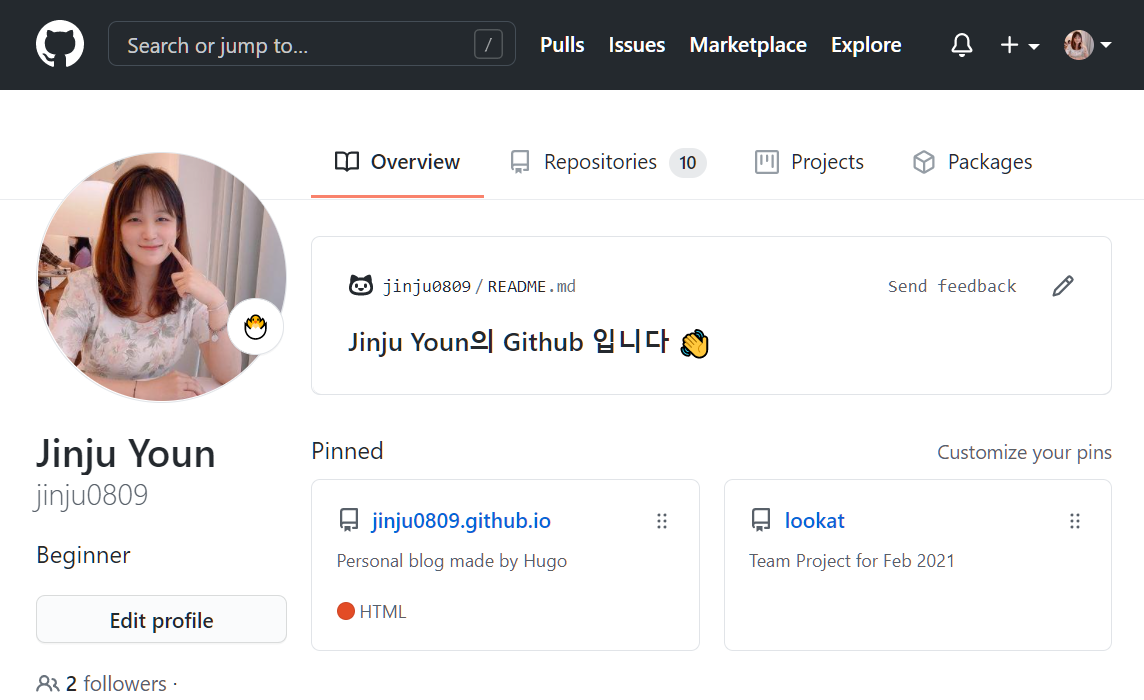 Search or jump to... /
Pulls Issues Marketplace Explore
Overview Repositories 10 Projects Packages
jinju0809/README.md Send feedback
Jinju Youn의 Github 입니다 👋
Jinju Youn
jinju0809
Beginner
Edit profile
2 followers ·
Pinned Customize your pins
jinju0809.github.io
Personal blog made by Hugo
HTML
lookat
Team Project for Feb 2021